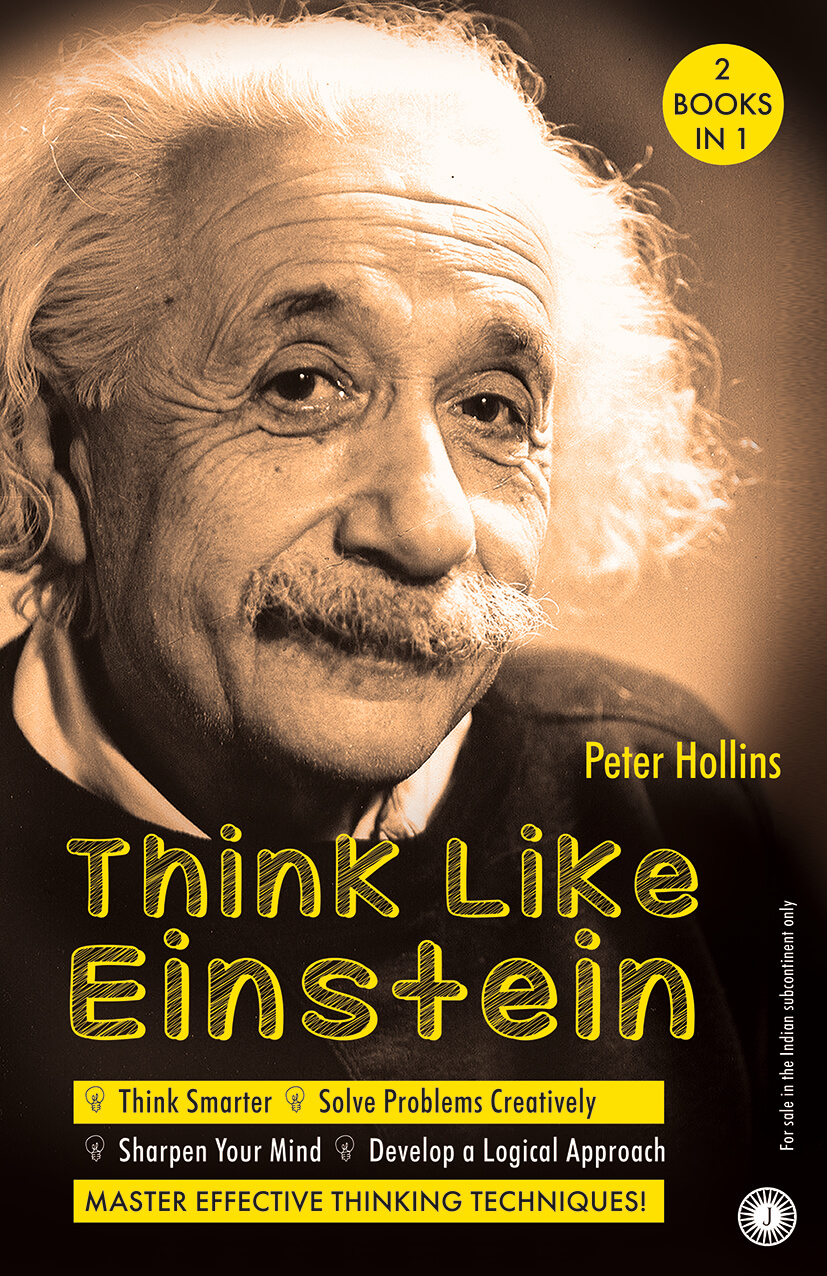 2
BOOKS
IN 1
Peter Hollins
Think Like
Einstein
For sale in the Indian subcontinent only
Think Smarter Solve Problems Creatively
Sharpen Your Mind Develop a Logical Approach
MASTER EFFECTIVE THINKING TECHNIQUES!
J